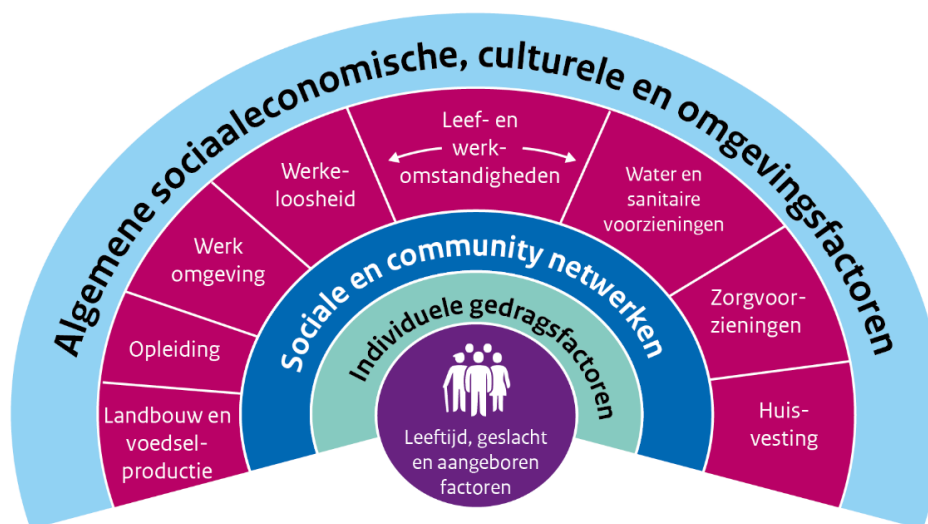 Algemene sociaaleconomische, culturele en omgevingsfactoren
Landbouw en
voedsel-
productie
Opleiding
Werk
omgeving
Werke-
loosheid
Leef- en
werk-
omstandigheden
Water en
sanitaire
voorzieningen
Zorgvoor-
zieningen
Huis-
vesting
Sociale en community netwerken
Individuele gedragsfactoren
Leeftijd, geslacht
en aangeboren
factoren